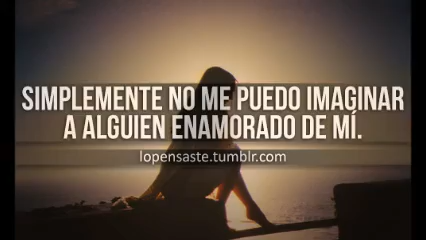 SIMPLEMENTE NO ME PUEDO IMAGINAR
A ALGUIEN ENAMORADO DE MÍ.
lopensaste.tumblr.com